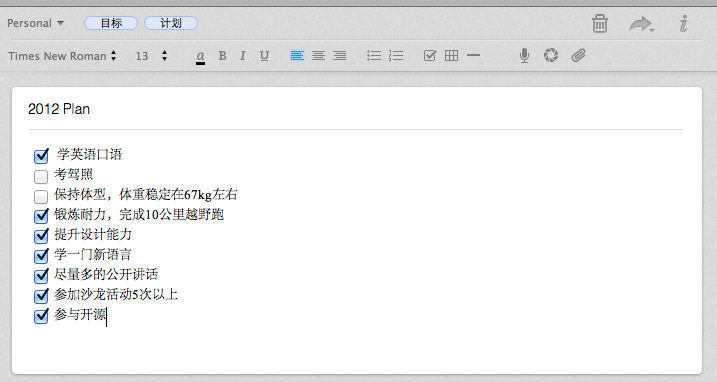 Personal 目标 计划
Times New Roman 13 a B I U
2012 Plan
学英语口语
考驾照
保持体型，体重稳定在67kg左右
锻炼耐力，完成10公里越野跑
提升设计能力
学一门新语言
尽量多的公开讲话
参加沙龙活动5次以上
参与开源